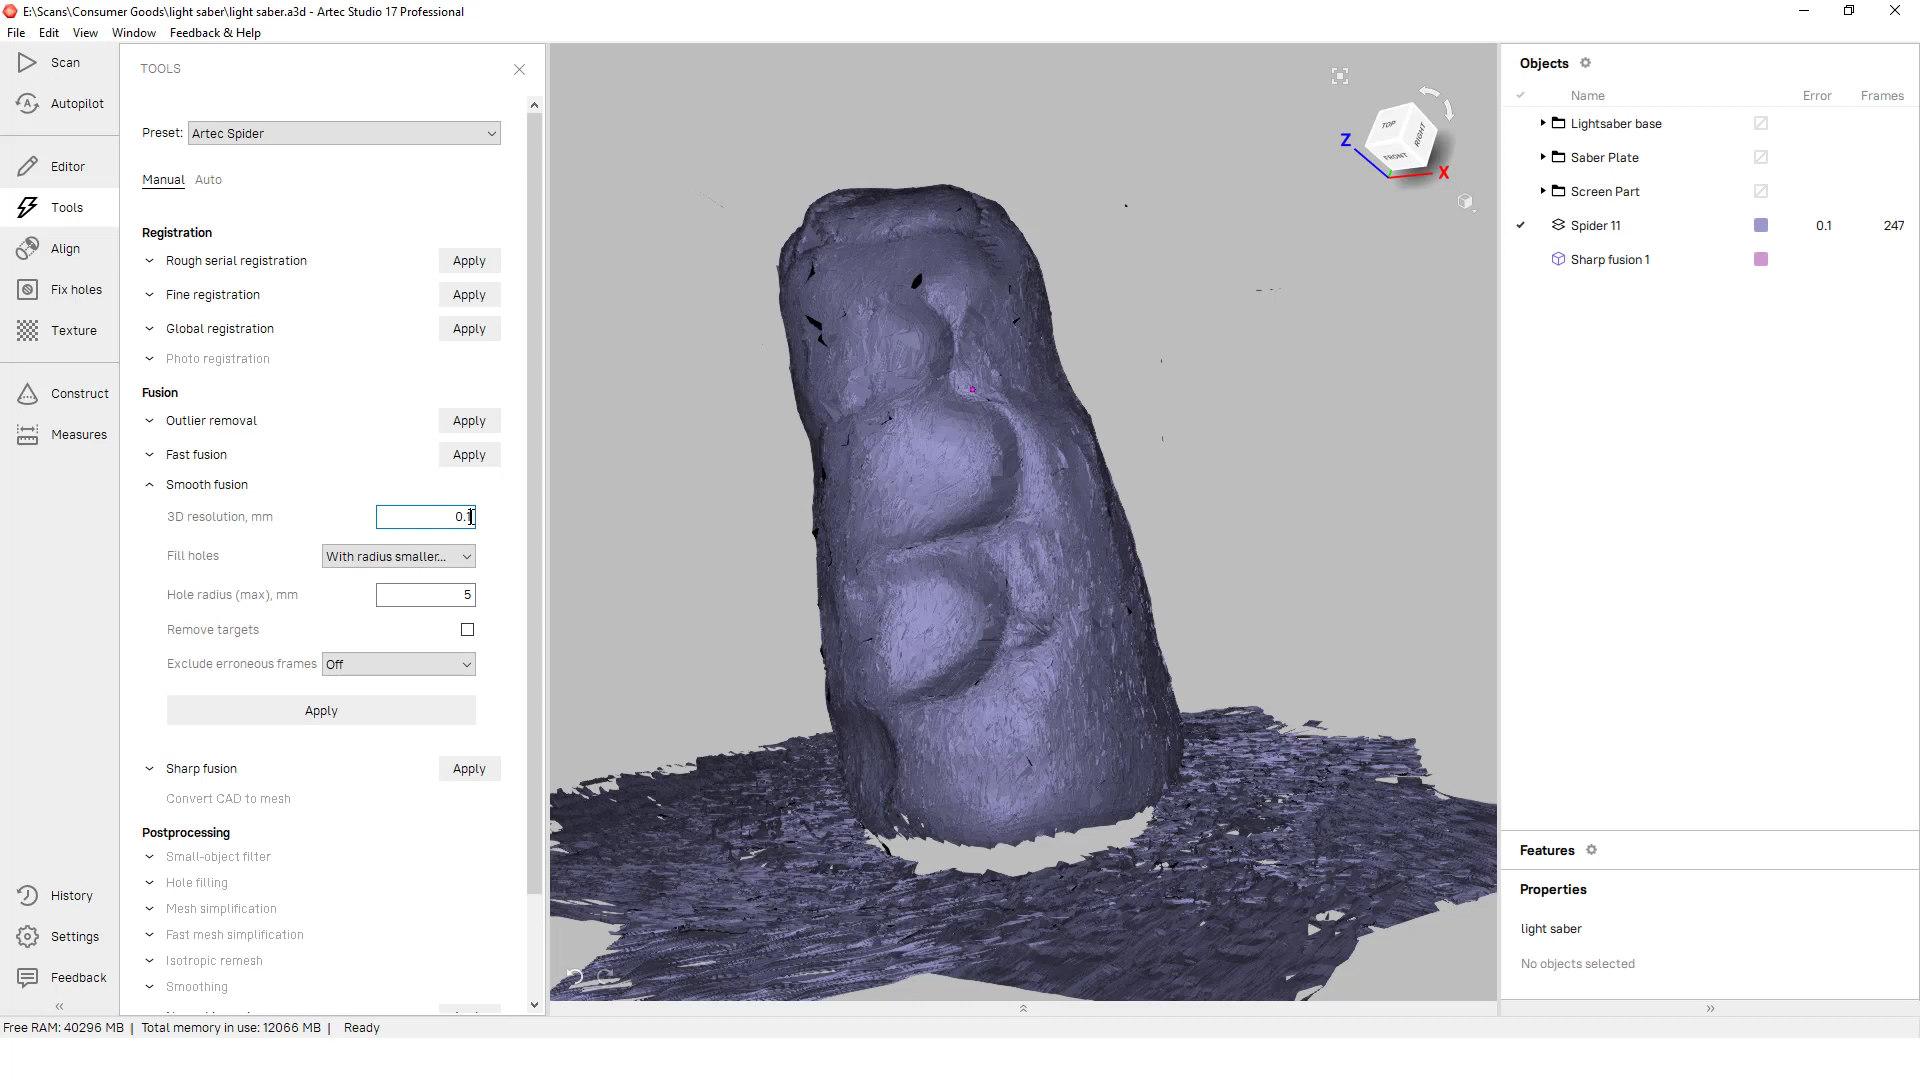 E:\Scans\Consumer Goods\light saber\light saber.a3d - Artec Studio 17 Professional
File Edit View Window Feedback & Help
Scan
Autopilot
Editor
Tools
Align
Fix holes
Texture
Construct
Measures
History
Settings
Feedback
TOOLS
Preset: Artec Spider
Manual Auto
Registration
Rough serial registration Apply
Fine registration Apply
Global registration Apply
Photo registration
Fusion
Outlier removal Apply
Fast fusion Apply
Smooth fusion
3D resolution, mm 0.1
Fill holes With radius smaller...
Hole radius (max), mm 5
Remove targets
Exclude erroneous frames Off
Apply
Sharp fusion Apply
Convert CAD to mesh
Postprocessing
Small-object filter
Hole filling
Mesh simplification
Fast mesh simplification
Isotropic remesh
Smoothing
TOP
FRONT
RIGHT
Z
X
Objects
Name Error Frames
Lightsaber base
Saber Plate
Screen Part
Spider 11 0.1 247
Sharp fusion 1
Features
Properties
light saber
No objects selected
Free RAM: 40296 MB | Total memory in use: 12066 MB | Ready